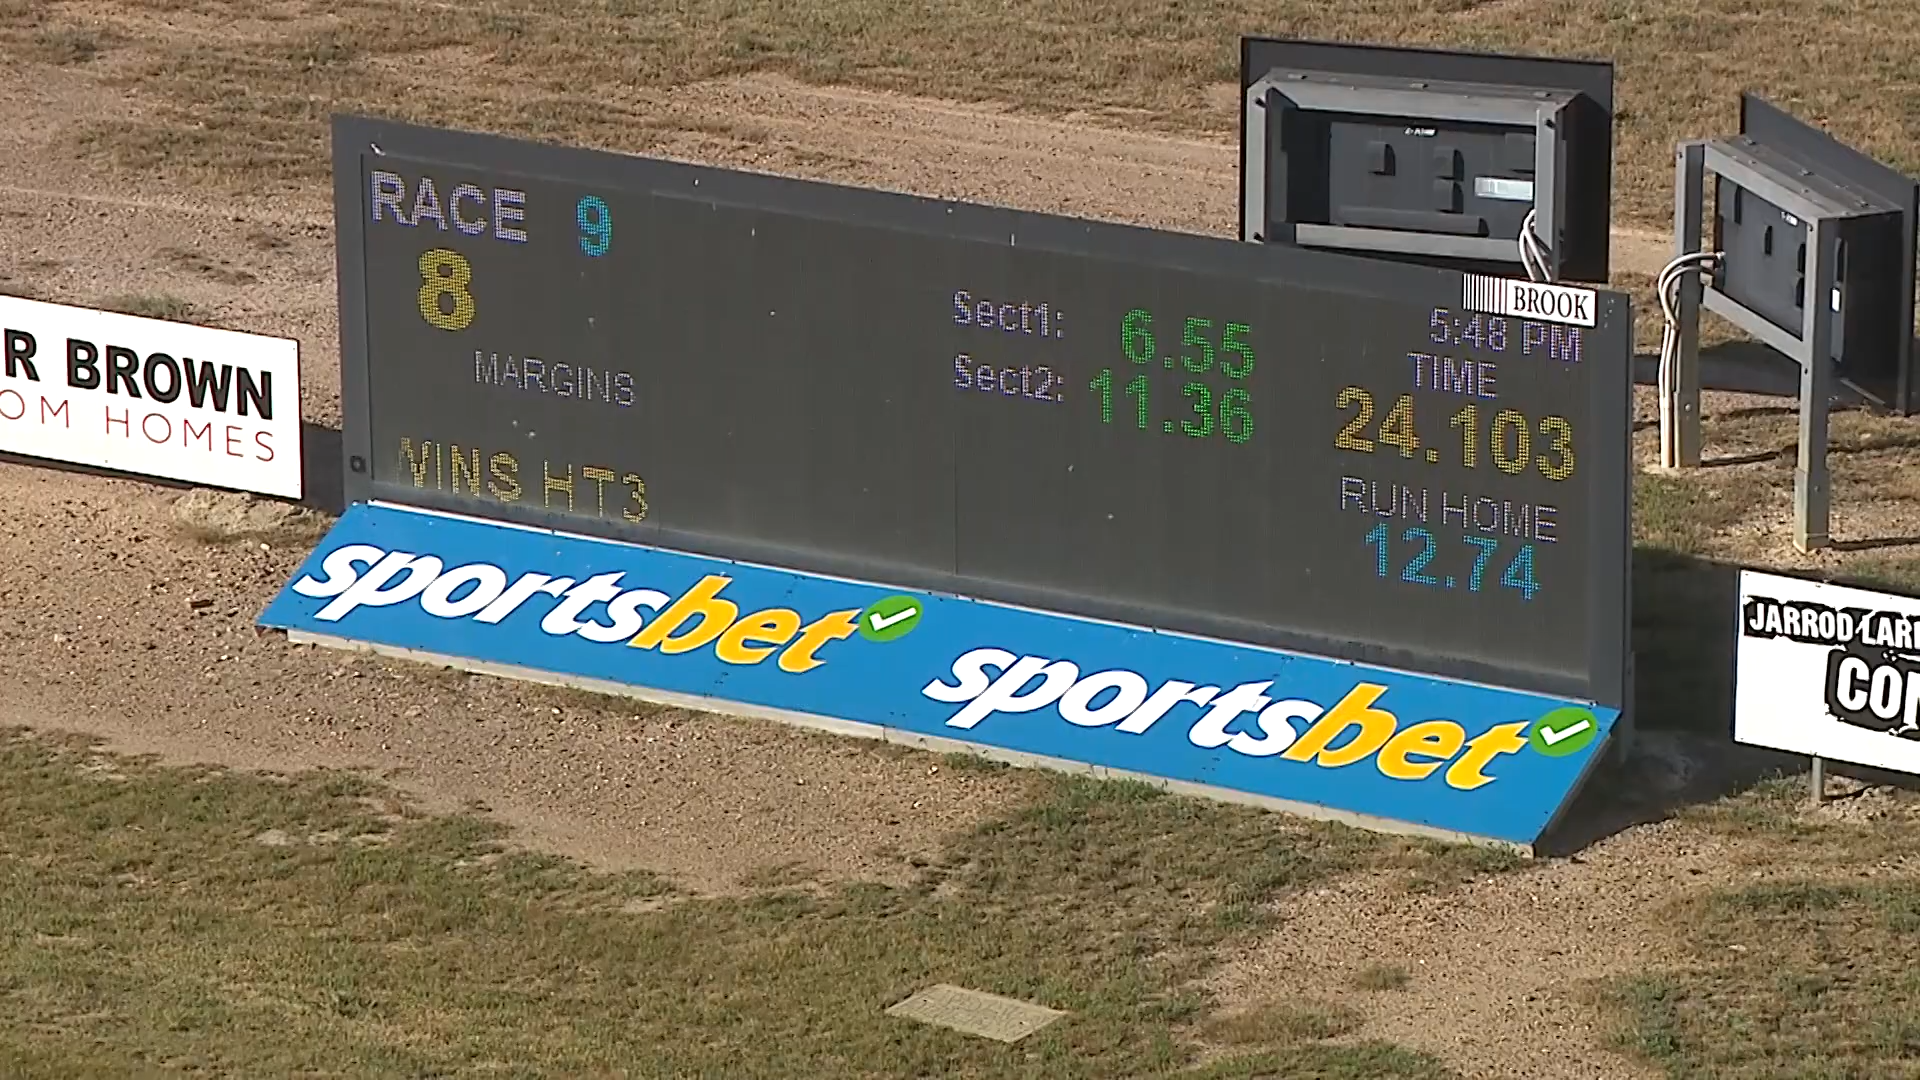 RACE 9
8
MARGINS
WINS HT3
Sect1: 6.55
Sect2: 11.36
BROOK
5:48 PM
TIME
24.103
RUN HOME
12.74
R BROWN
OM HOMES
sportsbet sportsbet
JARROD LAR
CON